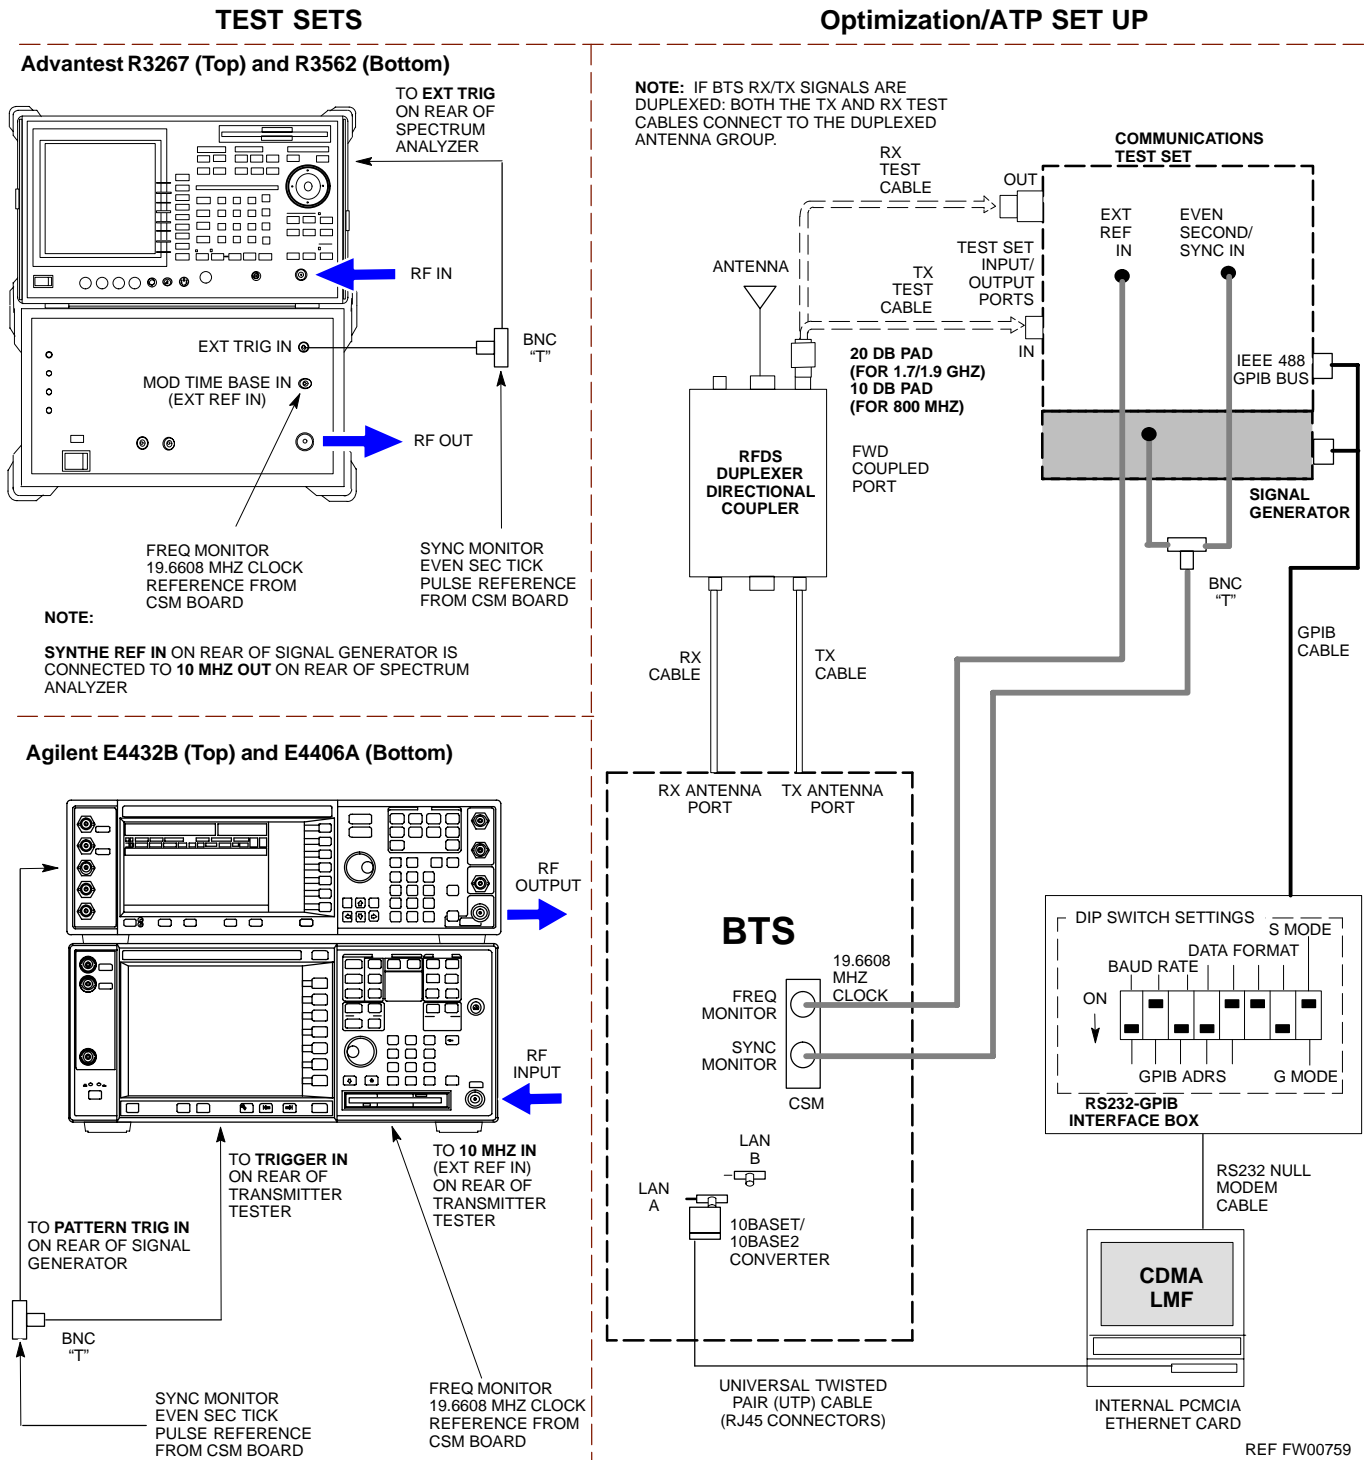 TEST SETS
Optimization/ATP SET UP
Advantest R3267 (Top) and R3562 (Bottom)
TO EXT TRIG
ON REAR OF
SPECTRUM
ANALYZER
RF IN
EXT TRIG IN
MOD TIME BASE IN
(EXT REF IN)
BNC
“T”
RF OUT
FREQ MONITOR
19.6608 MHZ CLOCK
REFERENCE FROM
CSM BOARD
SYNC MONITOR
EVEN SEC TICK
PULSE REFERENCE
FROM CSM BOARD
NOTE:
SYNTHE REF IN ON REAR OF SIGNAL GENERATOR IS
CONNECTED TO 10 MHZ OUT ON REAR OF SPECTRUM
ANALYZER
Agilent E4432B (Top) and E4406A (Bottom)
RF
OUTPUT
RF
INPUT
TO TRIGGER IN
ON REAR OF
TRANSMITTER
TESTER
TO 10 MHZ IN
(EXT REF IN)
ON REAR OF
TRANSMITTER
TESTER
TO PATTERN TRIG IN
ON REAR OF SIGNAL
GENERATOR
BNC
“T”
SYNC MONITOR
EVEN SEC TICK
PULSE REFERENCE
FROM CSM BOARD
FREQ MONITOR
19.6608 MHZ CLOCK
REFERENCE FROM
CSM BOARD
NOTE: IF BTS RX/TX SIGNALS ARE
DUPLEXED: BOTH THE TX AND RX TEST
CABLES CONNECT TO THE DUPLEXED
ANTENNA GROUP.
RX
TEST
CABLE
COMMUNICATIONS
TEST SET
OUT
EXT
REF
IN
EVEN
SECOND/
SYNC IN
TEST SET
INPUT/
OUTPUT
PORTS
ANTENNA
TX
TEST
CABLE
IN
20 DB PAD
(FOR 1.7/1.9 GHZ)
10 DB PAD
(FOR 800 MHZ)
IEEE 488
GPIB BUS
RFDS
DUPLEXER
DIRECTIONAL
COUPLER
FWD
COUPLED
PORT
SIGNAL
GENERATOR
BNC
“T”
GPIB
CABLE
RX
CABLE
TX
CABLE
RX ANTENNA
PORT
TX ANTENNA
PORT
BTS
19.6608
MHZ
CLOCK
FREQ
MONITOR
SYNC
MONITOR
CSM
LAN
B
LAN
A
10BASET/
10BASE2
CONVERTER
DIP SWITCH SETTINGS
S MODE
DATA FORMAT
BAUD RATE
ON
GPIB ADRS
G MODE
RS232-GPIB
INTERFACE BOX
RS232 NULL
MODEM
CABLE
CDMA
LMF
UNIVERSAL TWISTED
PAIR (UTP) CABLE
(RJ45 CONNECTORS)
INTERNAL PCMCIA
ETHERNET CARD
REF FW00759